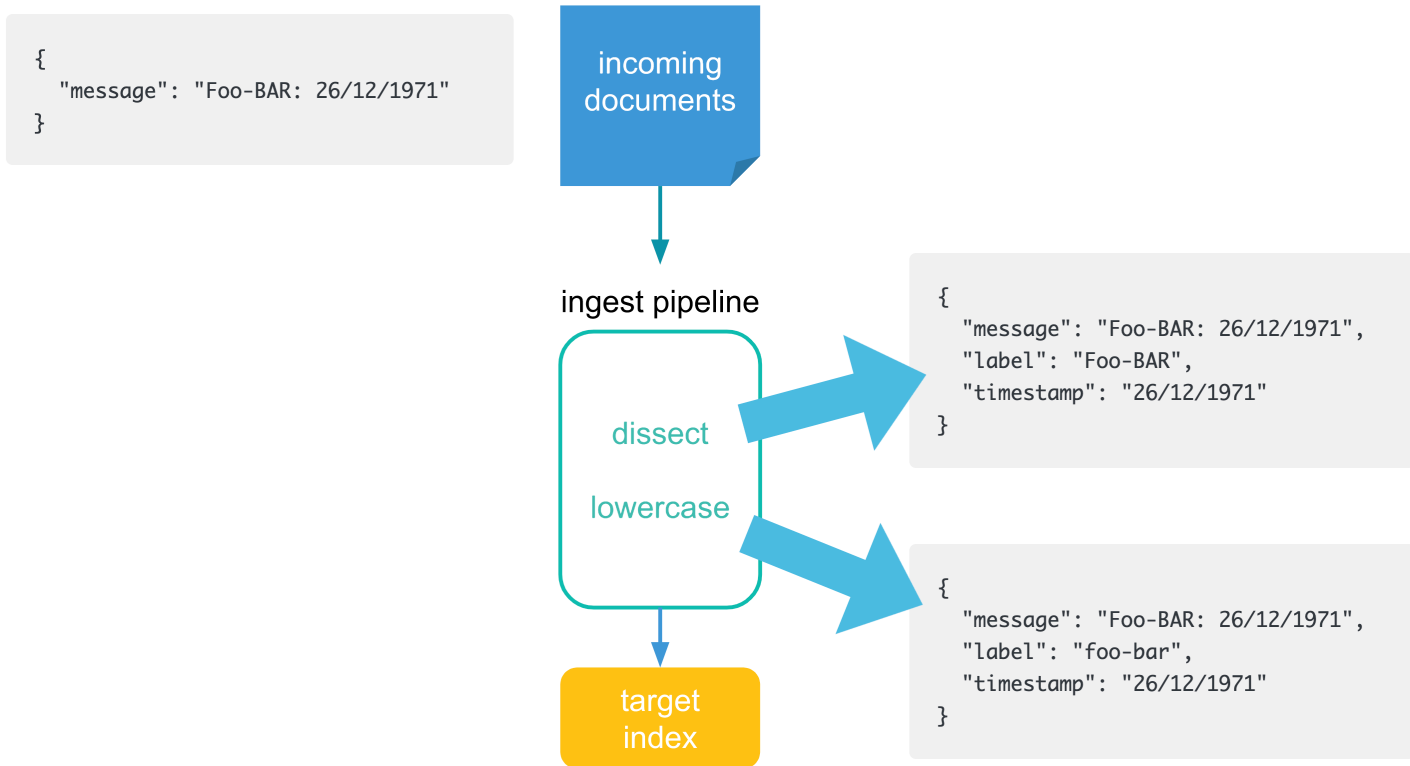 {
  "message": "Foo-BAR: 26/12/1971"
}
incoming
documents
ingest pipeline
dissect
lowercase
{
  "message": "Foo-BAR: 26/12/1971",
  "label": "Foo-BAR",
  "timestamp": "26/12/1971"
}
{
  "message": "Foo-BAR: 26/12/1971",
  "label": "foo-bar",
  "timestamp": "26/12/1971"
}
target
index